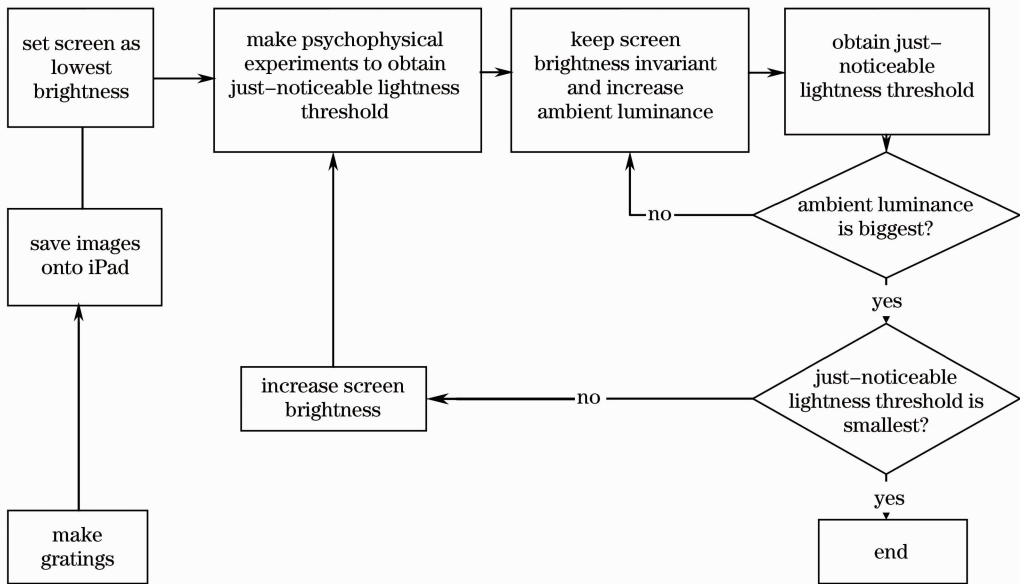 set screen as
lowest
brightness
make psychophysical
experiments to obtain
just–noticeable lightness
threshold
keep screen
brightness invariant
and increase
ambient luminance
obtain just–
noticeable
lightness threshold
no
ambient luminance
is biggest?
save images
onto iPad
yes
increase screen
brightness
no
just–noticeable
lightness threshold is
smallest?
yes
make
gratings
end